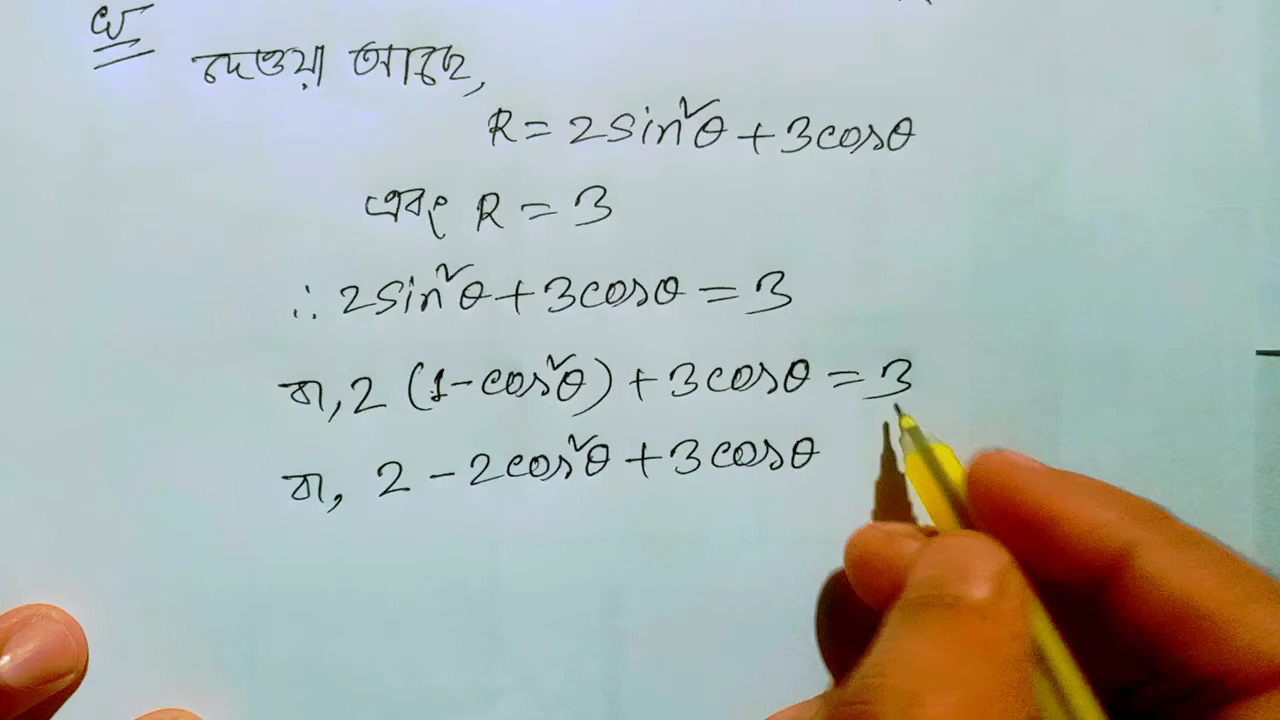 ঘ
দেওয়া আছে,
R = 2sin²θ + 3cosθ
এবং R = 3
∴ 2sin²θ + 3cosθ = 3
বা, 2 (1 - cos²θ) + 3cosθ = 3
বা, 2 - 2cos²θ + 3cosθ